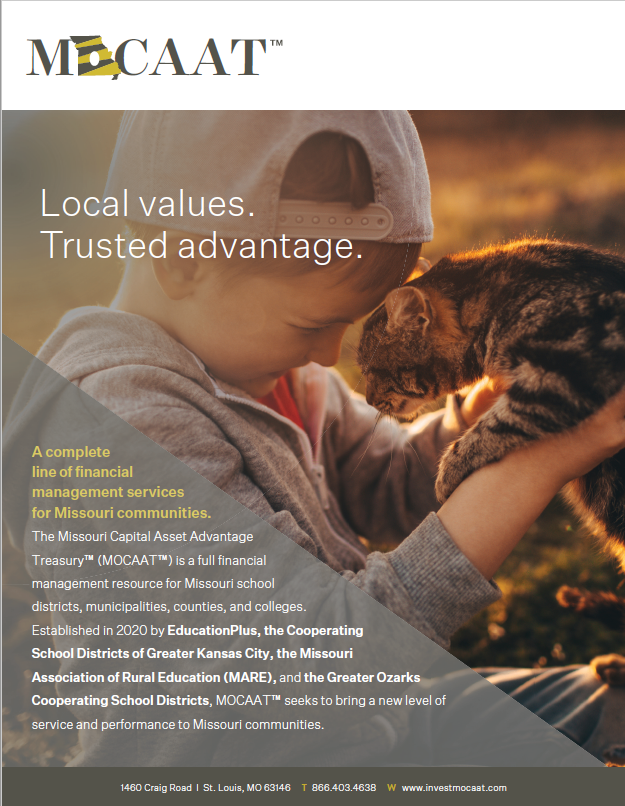 MOCAAT™
Local values.
Trusted advantage.
A complete
line of financial
management services
for Missouri communities.
The Missouri Capital Asset Advantage
Treasury™ (MOCAAT™) is a full financial
management resource for Missouri school
districts, municipalities, counties, and colleges.
Established in 2020 by EducationPlus, the Cooperating
School Districts of Greater Kansas City, the Missouri
Association of Rural Education (MARE), and the Greater Ozarks
Cooperating School Districts, MOCAAT™ seeks to bring a new level of
service and performance to Missouri communities.
1460 Craig Road | St. Louis, MO 63146 T 866.403.4638 W www.investmocaat.com